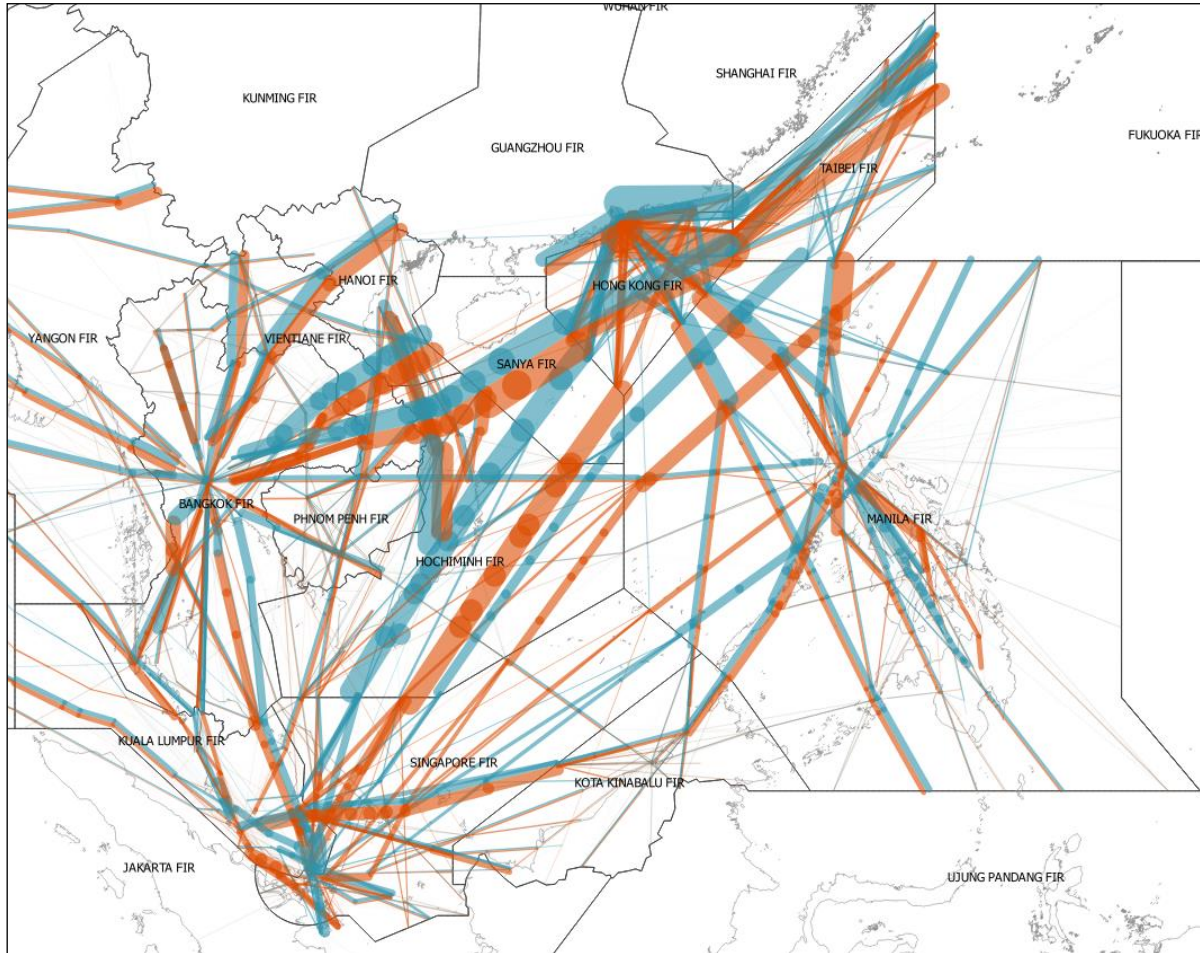 WUHAN FIR
SHANGHAI FIR
KUNMING FIR
FUKUOKA FIR
GUANGZHOU FIR
TAIBEI FIR
HANOI FIR
HONG KONG FIR
YANGON FIR
VIENTIANE FIR
SANYA FIR
BANGKOK FIR
PHNOM PENH FIR
MANILA FIR
HOCHIMINH FIR
KUALA LUMPUR FIR
SINGAPORE FIR
KOTA KINABALU FIR
JAKARTA FIR
UJUNG PANDANG FIR